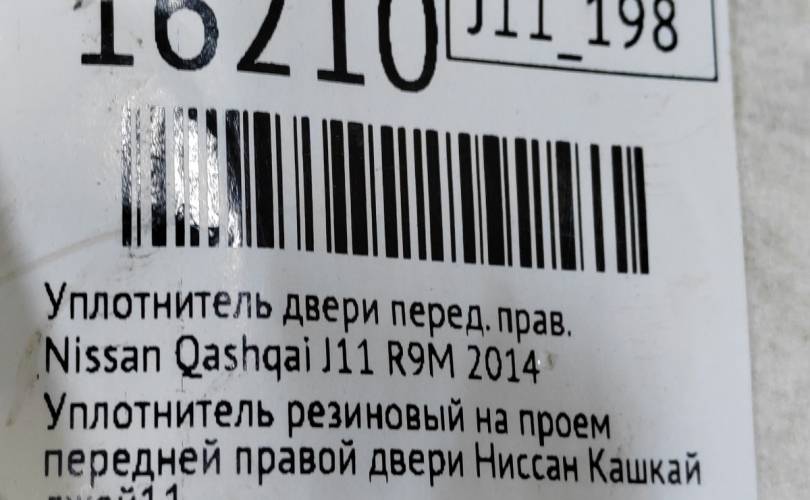 16210
J11_198
Уплотнитель двери перед. прав.
Nissan Qashqai J11 R9M 2014
Уплотнитель резиновый на проем
передней правой двери Ниссан Кашкай
джей11